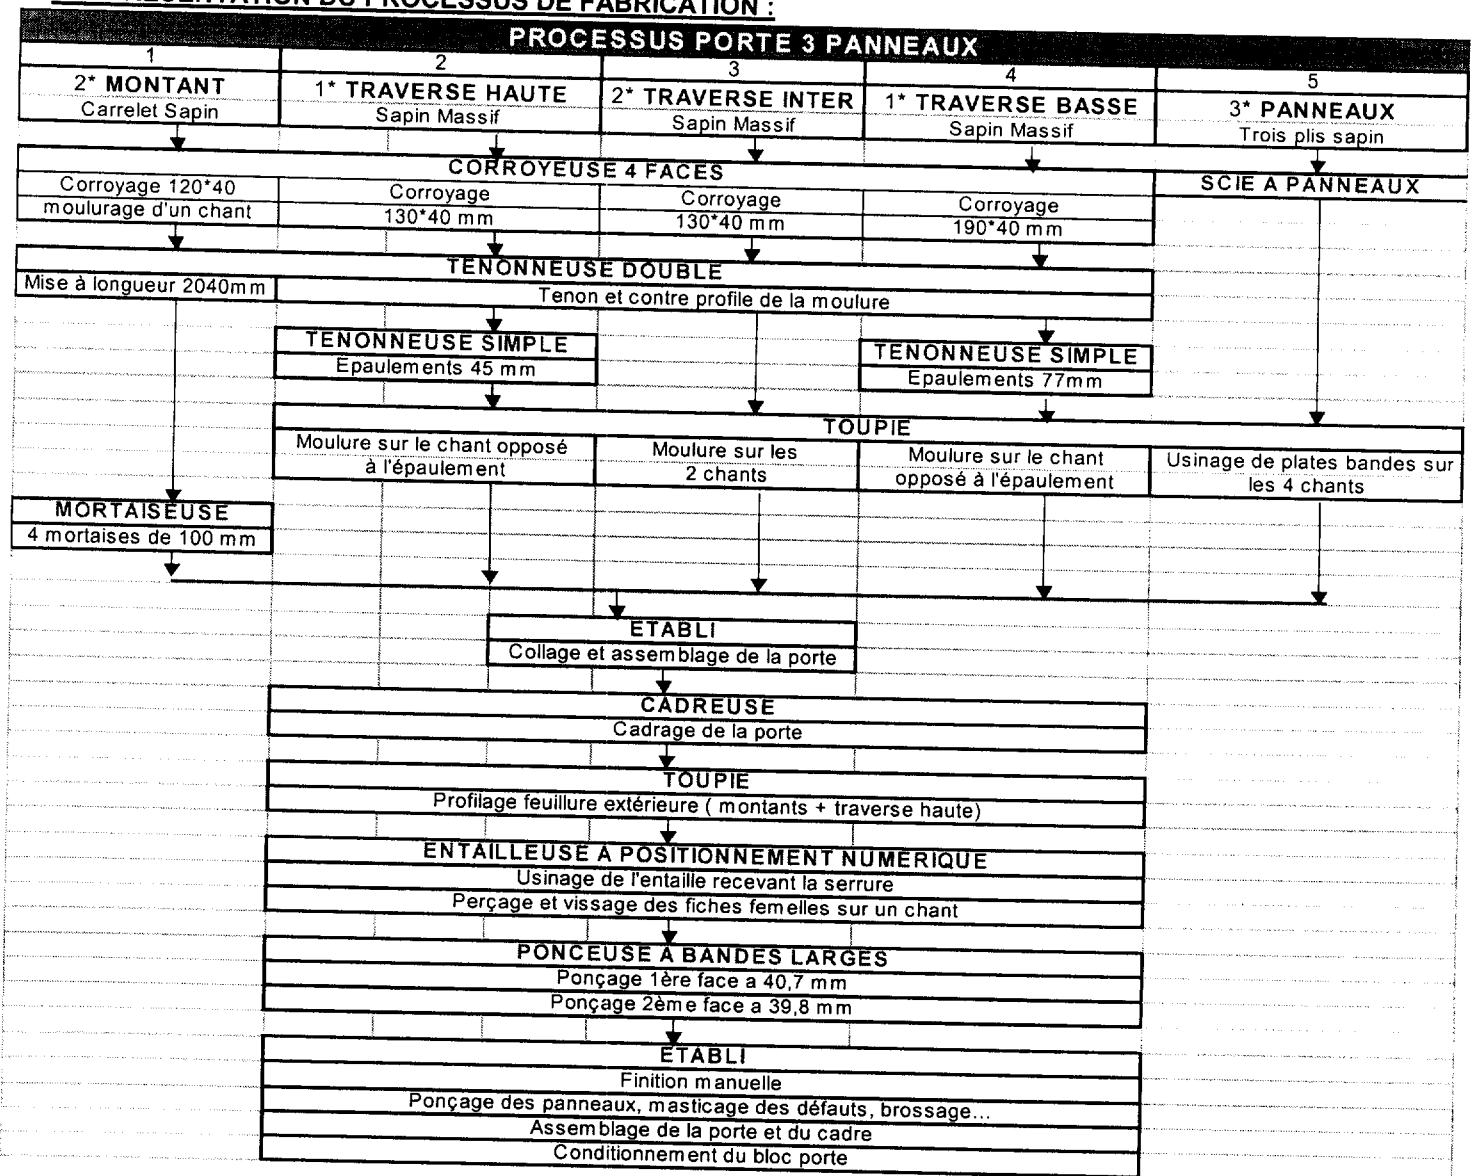 PROCESSUS DE FABRICATION :
PROCESSUS PORTE 3 PANNEAUX
1
2
3
4
5
2* MONTANT
1* TRAVERSE HAUTE
2* TRAVERSE INTER
1* TRAVERSE BASSE
3* PANNEAUX
Carrelet Sapin
Sapin Massif
Sapin Massif
Sapin Massif
Trois plis sapin
CORROYEUSE 4 FACES
SCIE A PANNEAUX
Corroyage 120*40
moulurage d'un chant
Corroyage
130*40 mm
Corroyage
130*40 mm
Corroyage
190*40 mm
TENONNEUSE DOUBLE
Mise à longueur 2040mm
Tenon et contre profile de la moulure
TENONNEUSE SIMPLE
Epaulements 45 mm
TENONNEUSE SIMPLE
Epaulements 77mm
TOUPIE
Moulure sur le chant opposé
à l'épaulement
Moulure sur les
2 chants
Moulure sur le chant
opposé à l'épaulement
Usinage de plates bandes sur
les 4 chants
MORTAISEUSE
4 mortaises de 100 mm
ETABLI
Collage et assemblage de la porte
CADREUSE
Cadrage de la porte
TOUPIE
Profilage feuillure extérieure ( montants + traverse haute)
ENTAILLEUSE A POSITIONNEMENT NUMERIQUE
Usinage de l'entaille recevant la serrure
Perçage et vissage des fiches femelles sur un chant
PONCEUSE A BANDES LARGES
Ponçage 1ère face a 40,7 mm
Ponçage 2ème face a 39,8 mm
ETABLI
Finition manuelle
Ponçage des panneaux, masticage des défauts, brossage...
Assemblage de la porte et du cadre
Conditionnement du bloc porte